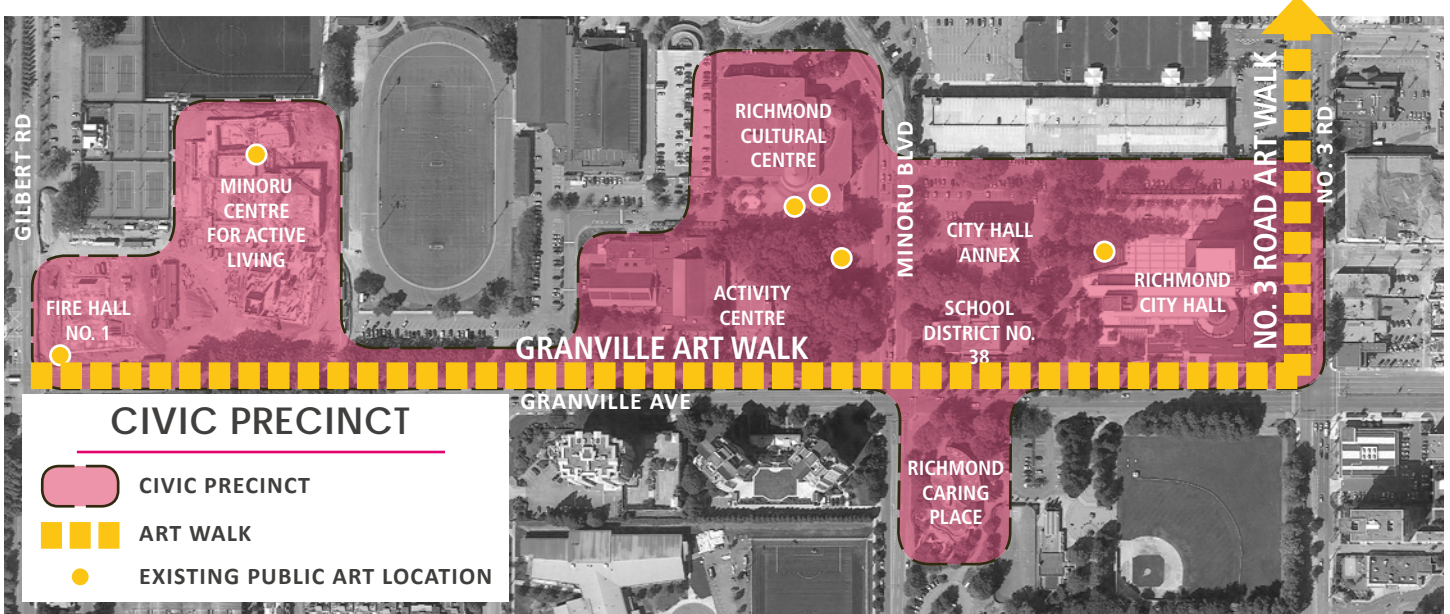 GILBERT RD
MINORU
CENTRE
FOR ACTIVE
LIVING
FIRE HALL
NO. 1
RICHMOND
CULTURAL
CENTRE
ACTIVITY
CENTRE
MINORU BLVD
CITY HALL
ANNEX
SCHOOL
DISTRICT NO.
38
RICHMOND
CITY HALL
NO. 3 ROAD ART WALK
NO. 3 RD
GRANVILLE ART WALK
GRANVILLE AVE
RICHMOND
CARING
PLACE
CIVIC PRECINCT
CIVIC PRECINCT
ART WALK
EXISTING PUBLIC ART LOCATION